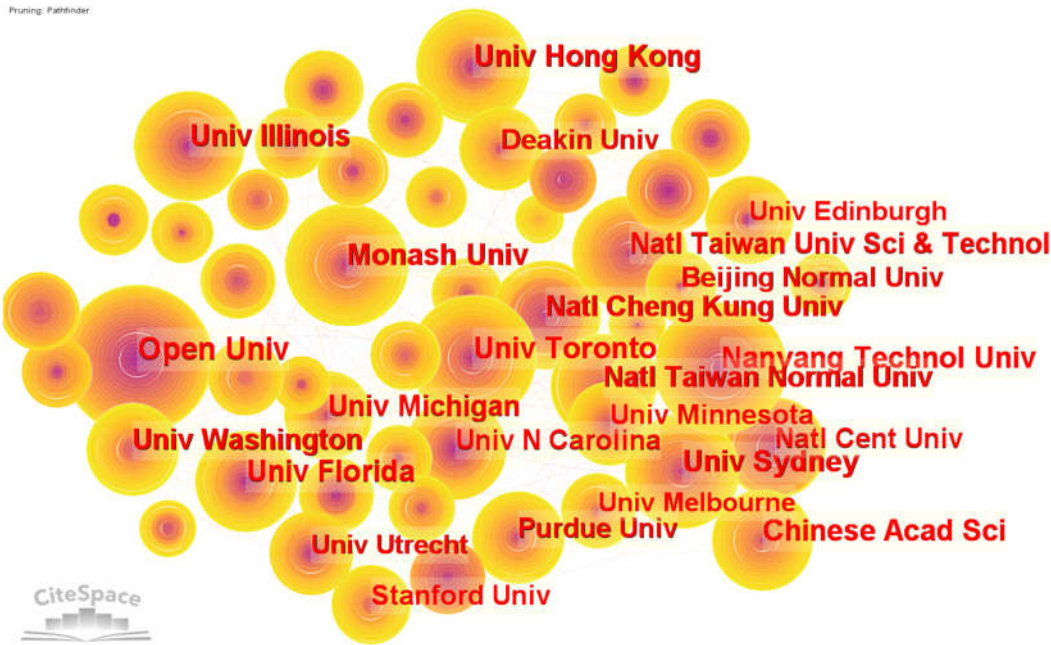 Pruning: Pathfinder
Univ Hong Kong
Univ Illinois
Deakin Univ
Univ Edinburgh
Natl Taiwan Univ Sci & Technol
Monash Univ
Beijing Normal Univ
Natl Cheng Kung Univ
Open Univ
Univ Toronto
Nanyang Technol Univ
Natl Taiwan Normal Univ
Univ Michigan
Univ Minnesota
Univ Washington
Univ N Carolina
Natl Cent Univ
Univ Sydney
Univ Florida
Univ Melbourne
Purdue Univ
Chinese Acad Sci
Univ Utrecht
Stanford Univ
CiteSpace